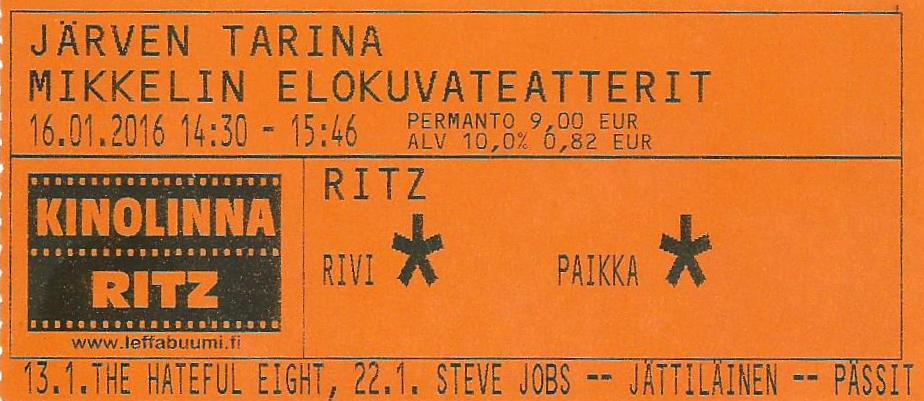 JÄRVEN TARINA
MIKKELIN ELOKUVATEATTERIT
16.01.2016 14:30 - 15:46
PERMANTO 9,00 EUR
ALV 10,0% 0,82 EUR
KINOLINNA
RITZ
www.leffabuumi.fi
RITZ
RIVI * PAIKKA *
13.1.THE HATEFUL EIGHT, 22.1. STEVE JOBS -- JÄTTILÄINEN -- PÄSSIT